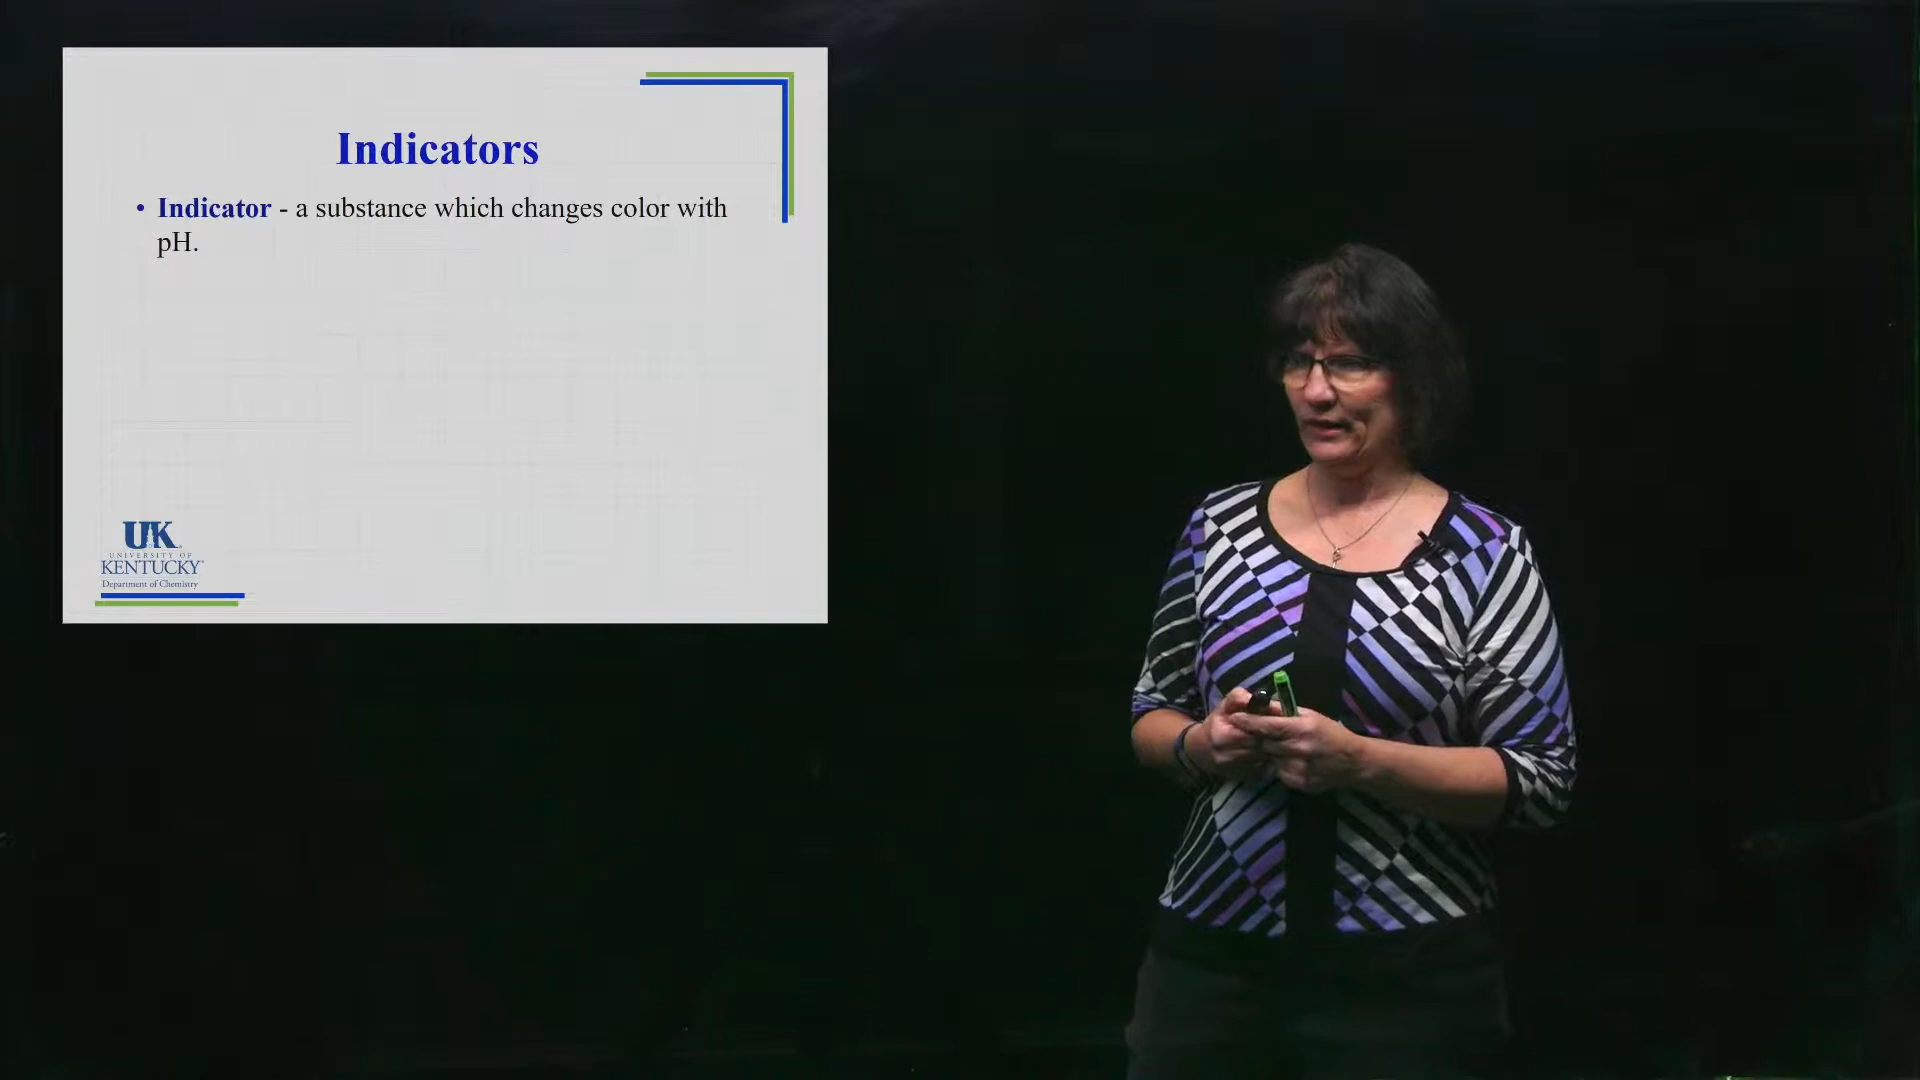 Indicators
• Indicator - a substance which changes color with
pH.
UK
UNIVERSITY OF
KENTUCKY
Department of Chemistry